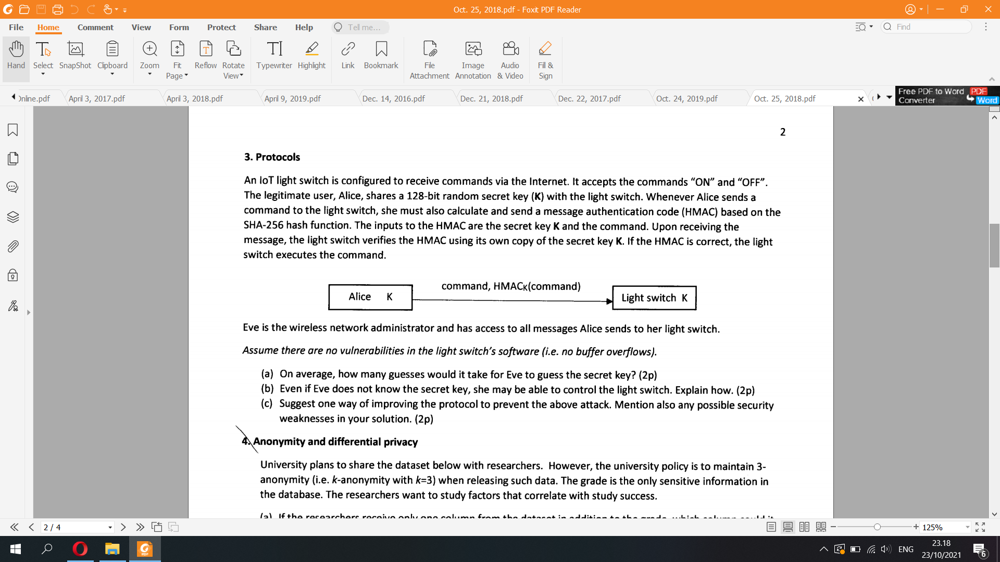 Oct. 25, 2018.pdf - Foxit PDF Reader
File Home Comment View Form Protect Share Help Tell me... Find
Hand Select SnapShot Clipboard Zoom Fit Page Reflow Rotate View Typewriter Highlight Link Bookmark File Attachment Image Annotation Audio & Video Fill & Sign
Online.pdf April 3, 2017.pdf April 3, 2018.pdf April 9, 2019.pdf Dec. 14, 2016.pdf Dec. 21, 2018.pdf Dec. 22, 2017.pdf Oct. 24, 2019.pdf Oct. 25, 2018.pdf
Free PDF to Word Converter PDF Word
2
3. Protocols
An IoT light switch is configured to receive commands via the Internet. It accepts the commands “ON” and “OFF”.
The legitimate user, Alice, shares a 128-bit random secret key (K) with the light switch. Whenever Alice sends a
command to the light switch, she must also calculate and send a message authentication code (HMAC) based on the
SHA-256 hash function. The inputs to the HMAC are the secret key K and the command. Upon receiving the
message, the light switch verifies the HMAC using its own copy of the secret key K. If the HMAC is correct, the light
switch executes the command.
command, HMACK(command)
Alice K
Light switch K
Eve is the wireless network administrator and has access to all messages Alice sends to her light switch.
Assume there are no vulnerabilities in the light switch’s software (i.e. no buffer overflows).
(a) On average, how many guesses would it take for Eve to guess the secret key? (2p)
(b) Even if Eve does not know the secret key, she may be able to control the light switch. Explain how. (2p)
(c) Suggest one way of improving the protocol to prevent the above attack. Mention also any possible security
weaknesses in your solution. (2p)
4. Anonymity and differential privacy
University plans to share the dataset below with researchers. However, the university policy is to maintain 3-
anonymity (i.e. k-anonymity with k=3) when releasing such data. The grade is the only sensitive information in
the database. The researchers want to study factors that correlate with study success.
(a) If the researchers receive only one column from the dataset in addition to the grade, which column could it
2 / 4
125%
ENG
23.18
23/10/2021
6